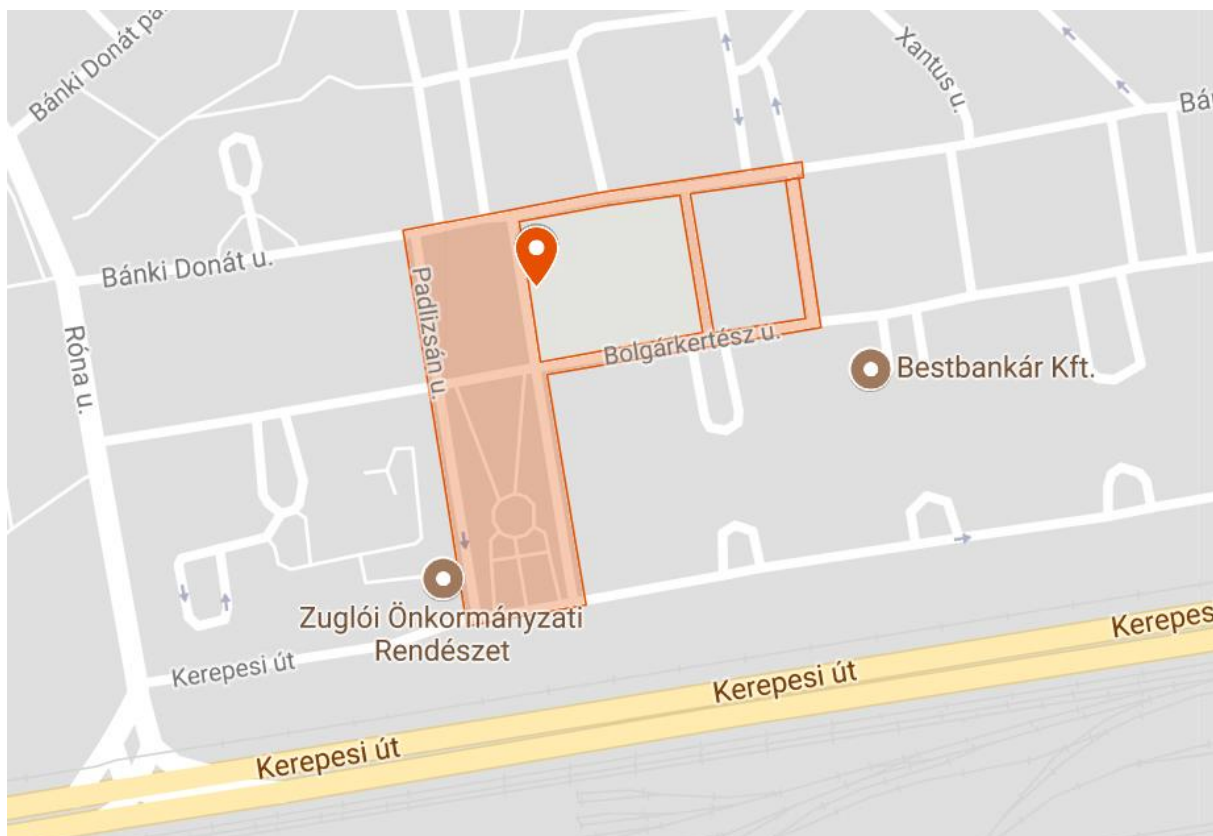 Bánki Donát pa
Xantus u.
Bá
Bánki Donát u.
Padlizsán u.
Róna u.
Bolgárkertész u.
Bestbankár Kft.
Zuglói Önkormányzati
Rendészet
Kerepesi út
Kerepes
Kerepesi út
Kerepesi út